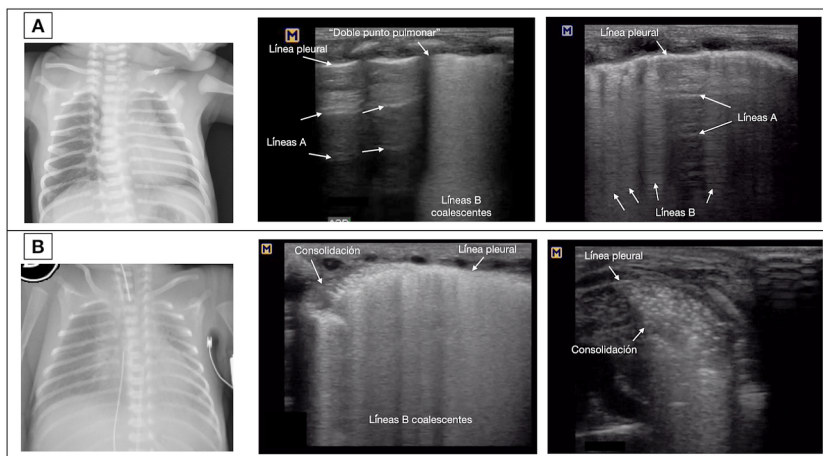 A
M
"Doble punto pulmonar"
Línea pleural
Líneas A
Líneas B
coalescentes
M
Línea pleural
Líneas A
Líneas B
B
M
Consolidación
Línea pleural
Líneas B coalescentes
M
Línea pleural
Consolidación